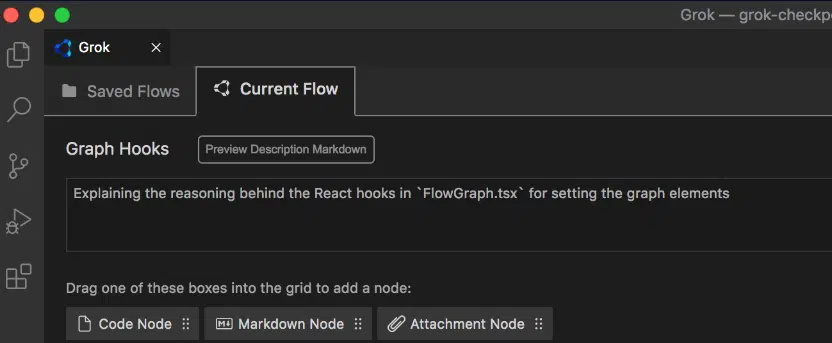 Grok — grok-checkp
Grok
Saved Flows
Current Flow
Graph Hooks
Preview Description Markdown
Explaining the reasoning behind the React hooks in `FlowGraph.tsx` for setting the graph elements
Drag one of these boxes into the grid to add a node:
Code Node
Markdown Node
Attachment Node